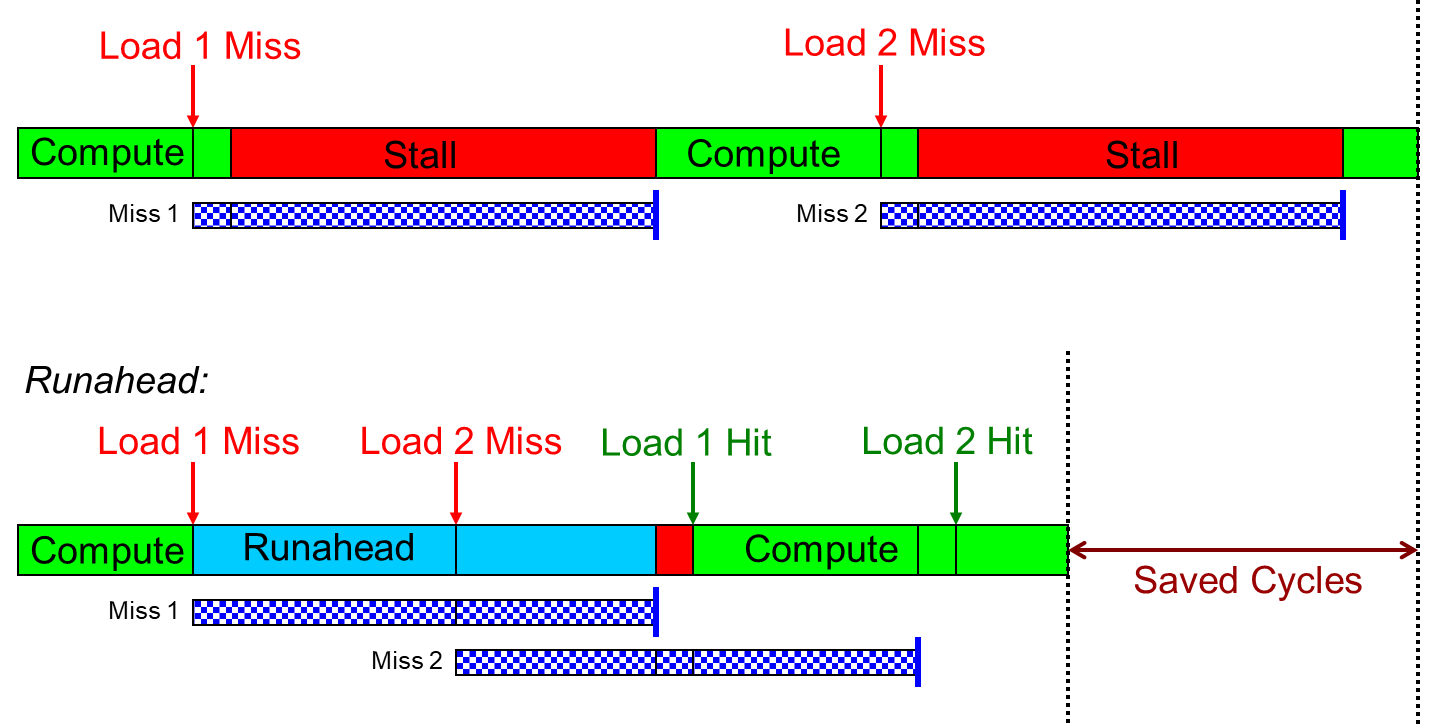 Load 1 Miss
Load 2 Miss
Compute
Stall
Compute
Stall
Miss 1
Miss 2
Runahead:
Load 1 Miss
Load 2 Miss
Load 1 Hit
Load 2 Hit
Compute
Runahead
Compute
Saved Cycles
Miss 1
Miss 2